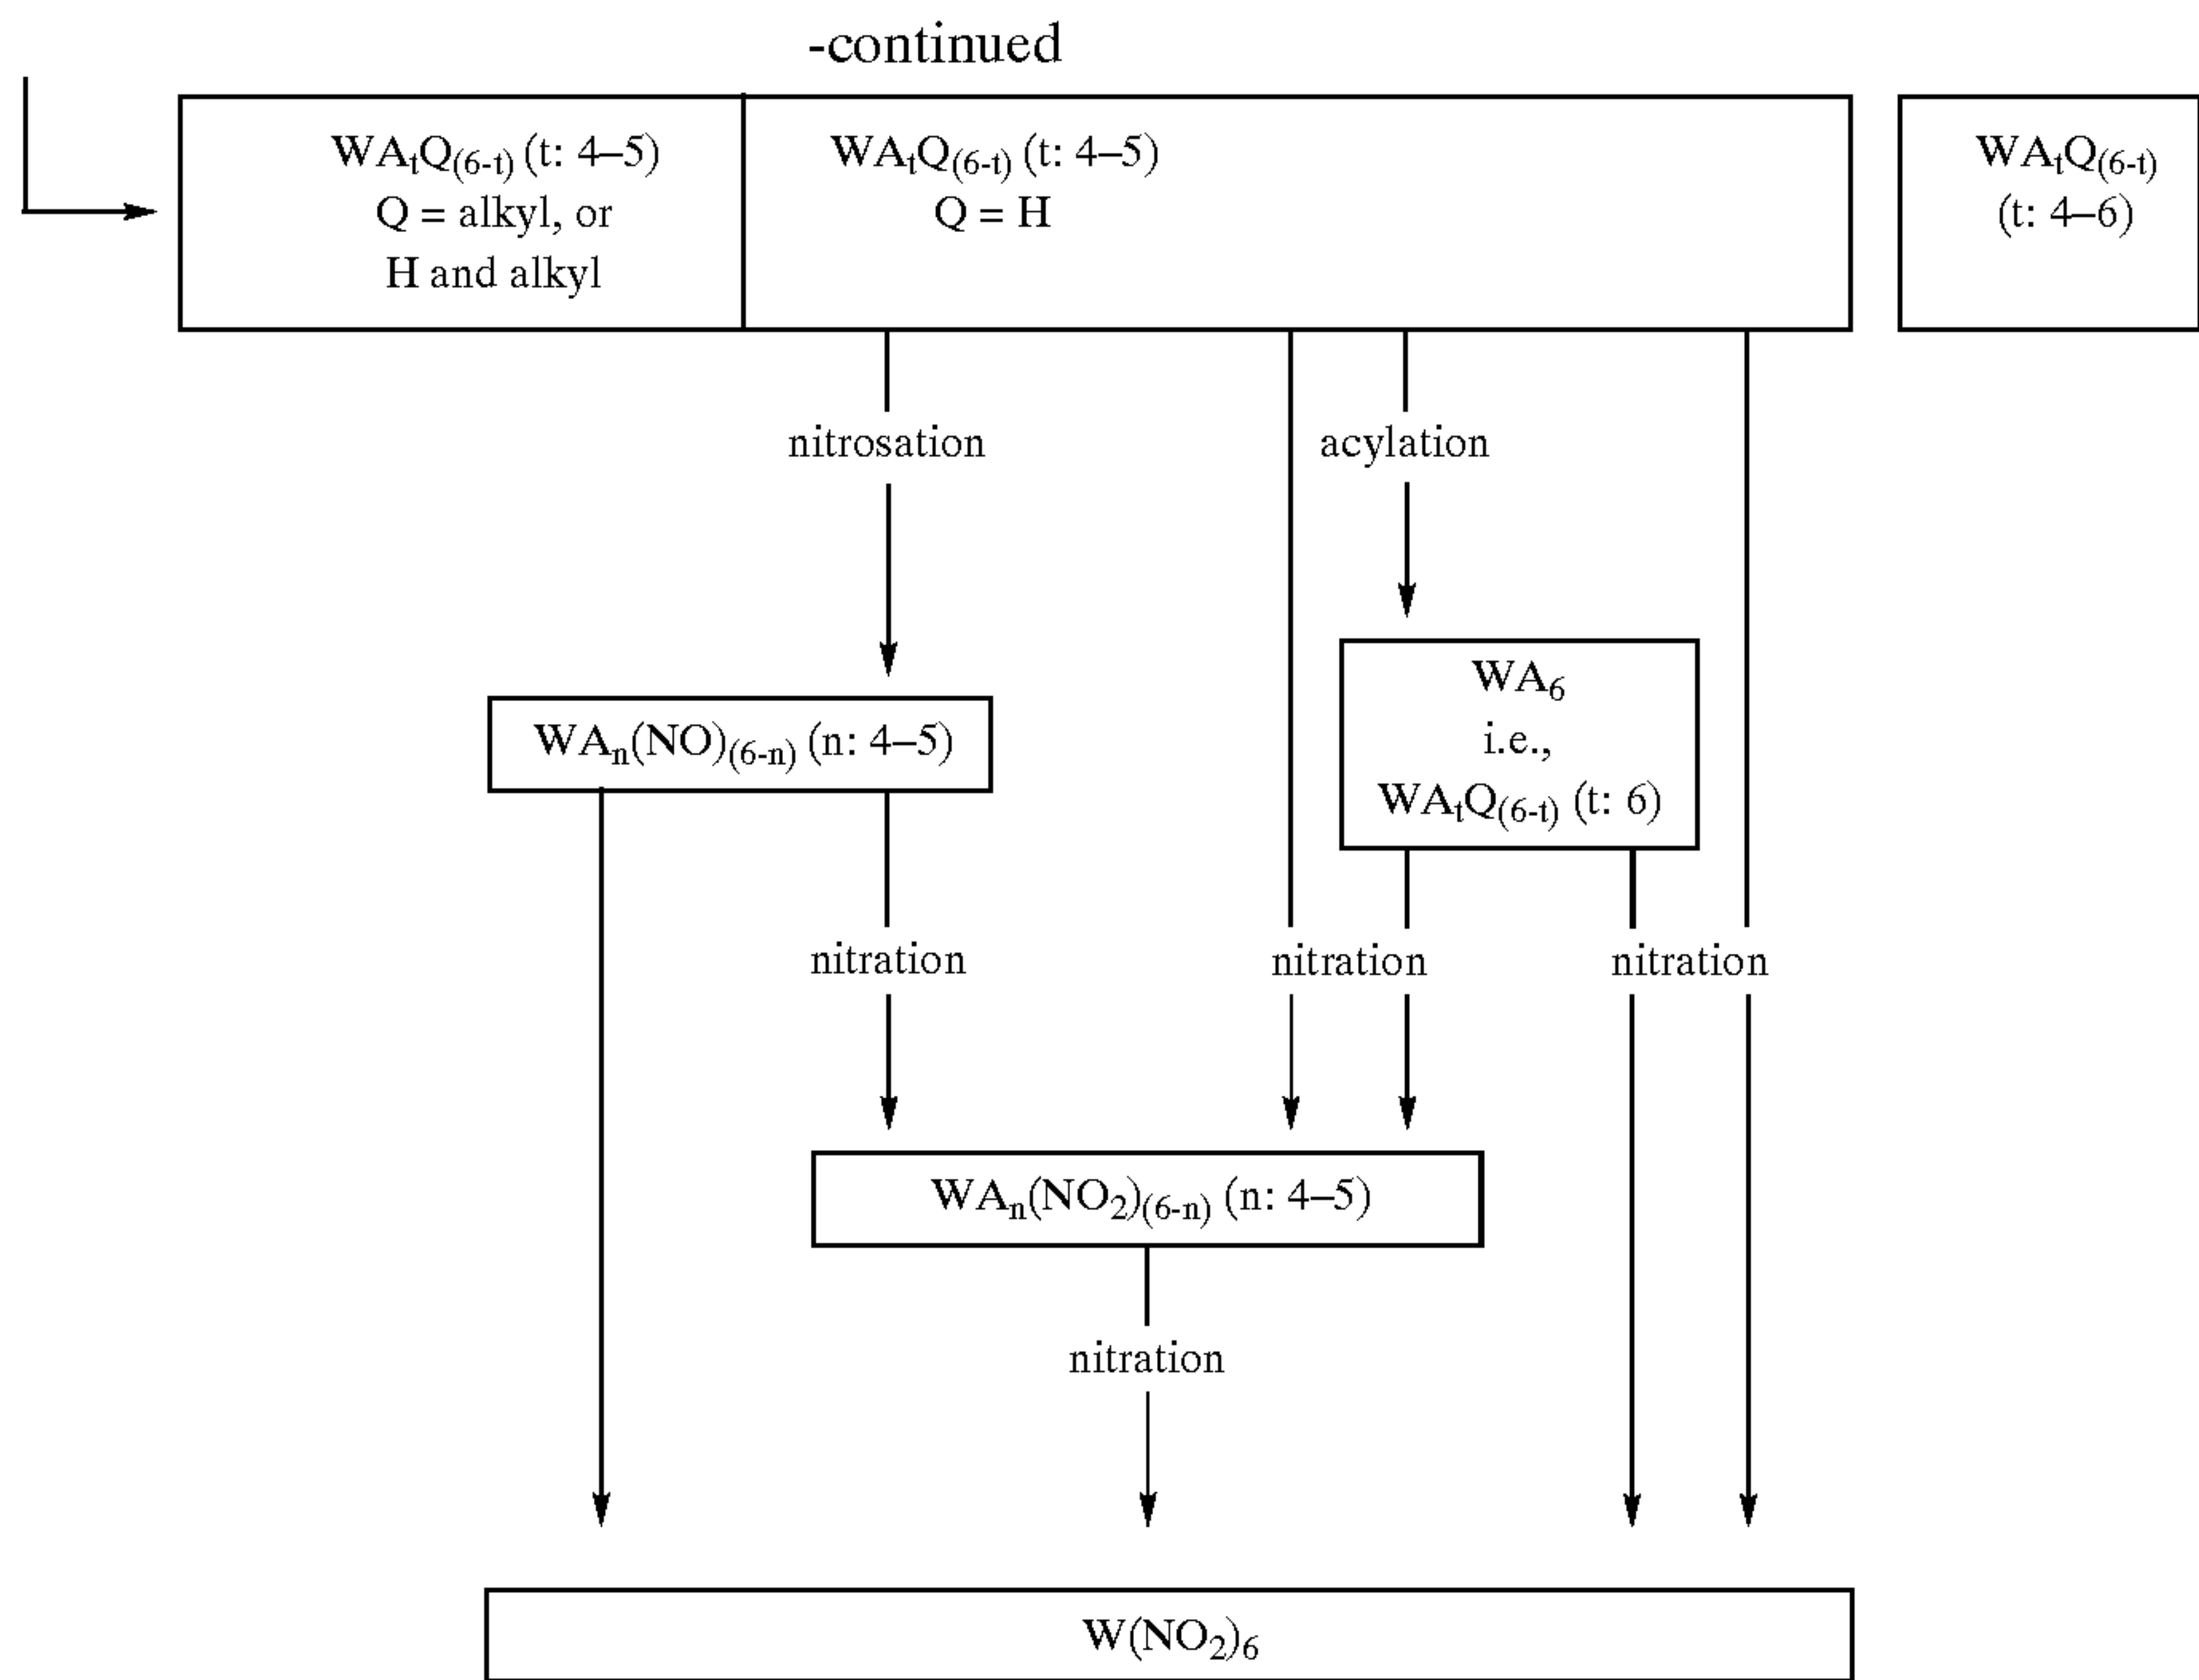 -continued
WAtQ(6-t) (t: 4–5)
Q = alkyl, or
H and alkyl
WAtQ(6-t) (t: 4–5)
Q = H
WAtQ(6-t)
(t: 4–6)
nitrosation
acylation
WA6
i.e.,
WAtQ(6-t) (t: 6)
WAn(NO)(6-n) (n: 4–5)
nitration
nitration
nitration
WAn(NO2)(6-n) (n: 4–5)
nitration
W(NO2)6